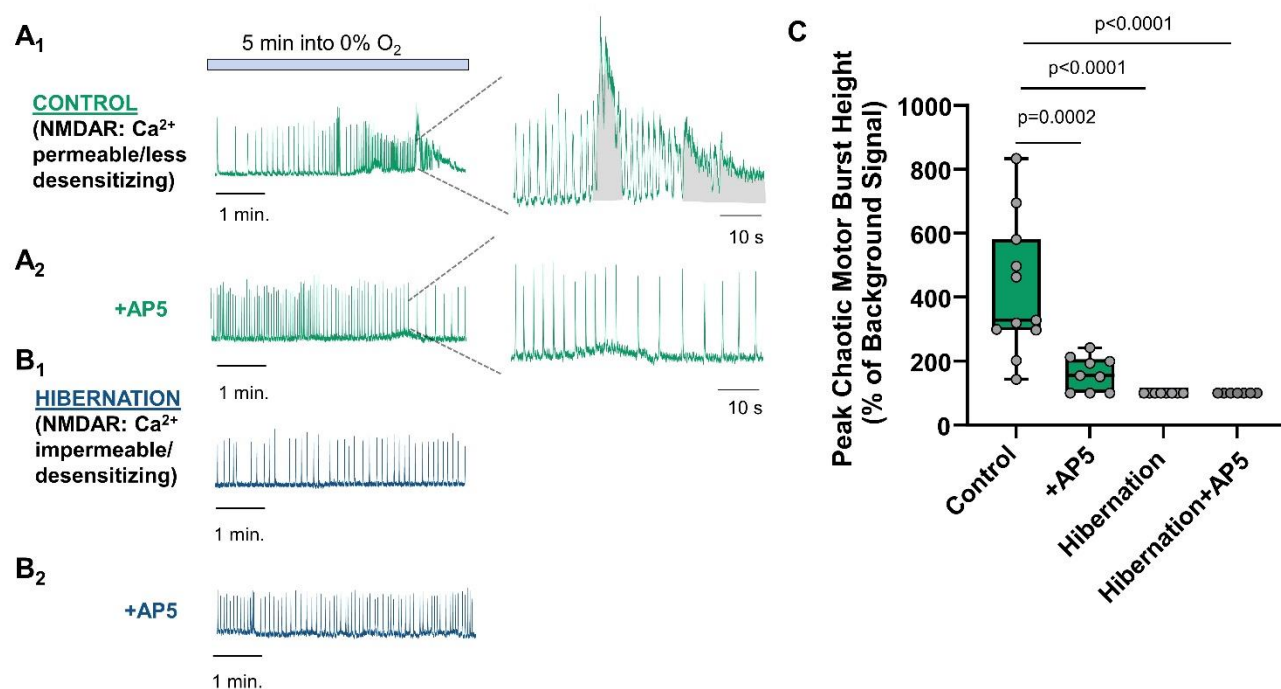 A₁
5 min into 0% O₂
CONTROL
(NMDAR: Ca²⁺
permeable/less
desensitizing)
1 min.
10 s
A₂
+AP5
1 min.
10 s
B₁
HIBERNATION
(NMDAR: Ca²⁺
impermeable/
desensitizing)
1 min.
B₂
+AP5
1 min.
C
p<0.0001
p<0.0001
p=0.0002
Peak Chaotic Motor Burst Height
(% of Background Signal)
1000
800
600
400
200
0
Control
+AP5
Hibernation
Hibernation+AP5